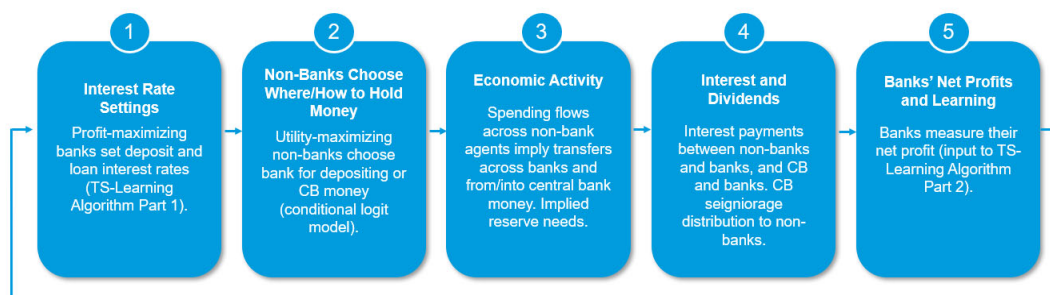 1
Interest Rate
Settings
Profit-maximizing
banks set deposit and
loan interest rates
(TS-Learning
Algorithm Part 1).
2
Non-Banks Choose
Where/How to Hold
Money
Utility-maximizing
non-banks choose
bank for depositing or
CB money
(conditional logit
model).
3
Economic Activity
Spending flows
across non-bank
agents imply transfers
across banks and
from/into central bank
money. Implied
reserve needs.
4
Interest and
Dividends
Interest payments
between non-banks
and banks, and CB
and banks. CB
seigniorage
distribution to non-
banks.
5
Banks' Net Profits
and Learning
Banks measure their
net profit (input to TS-
Learning Algorithm
Part 2).